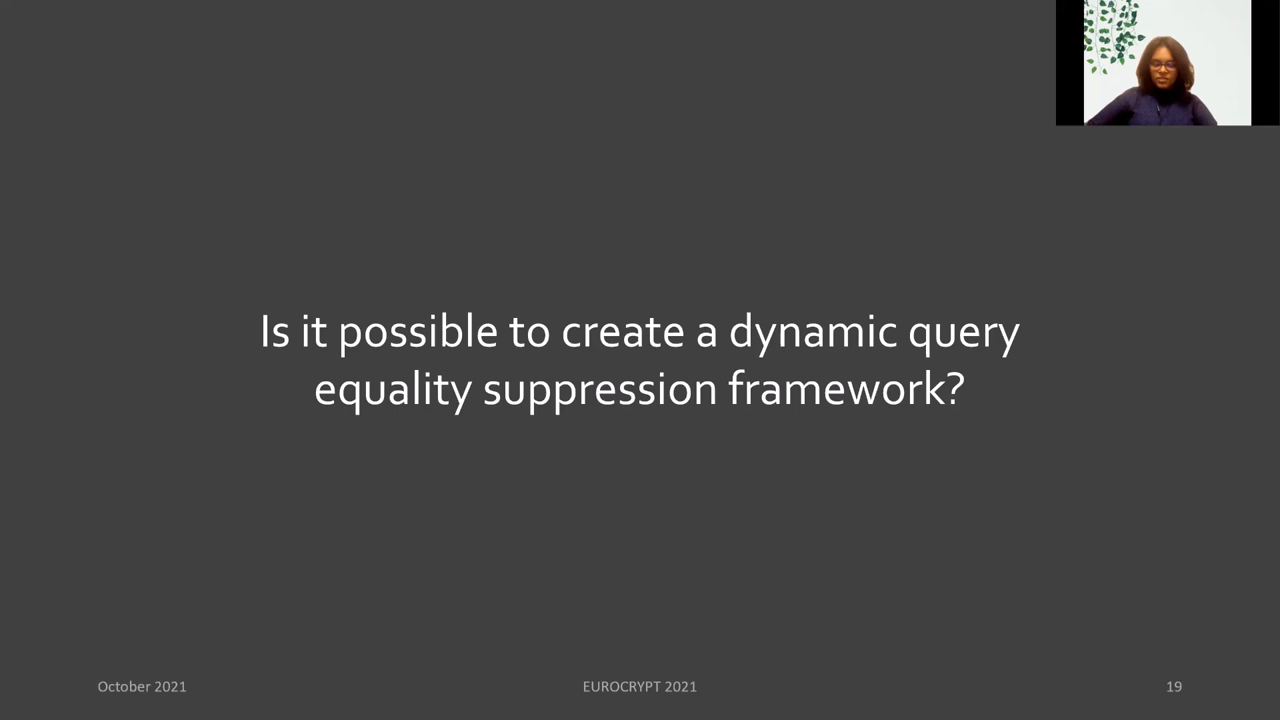 Is it possible to create a dynamic query
equality suppression framework?
October 2021
EUROCRYPT 2021
19